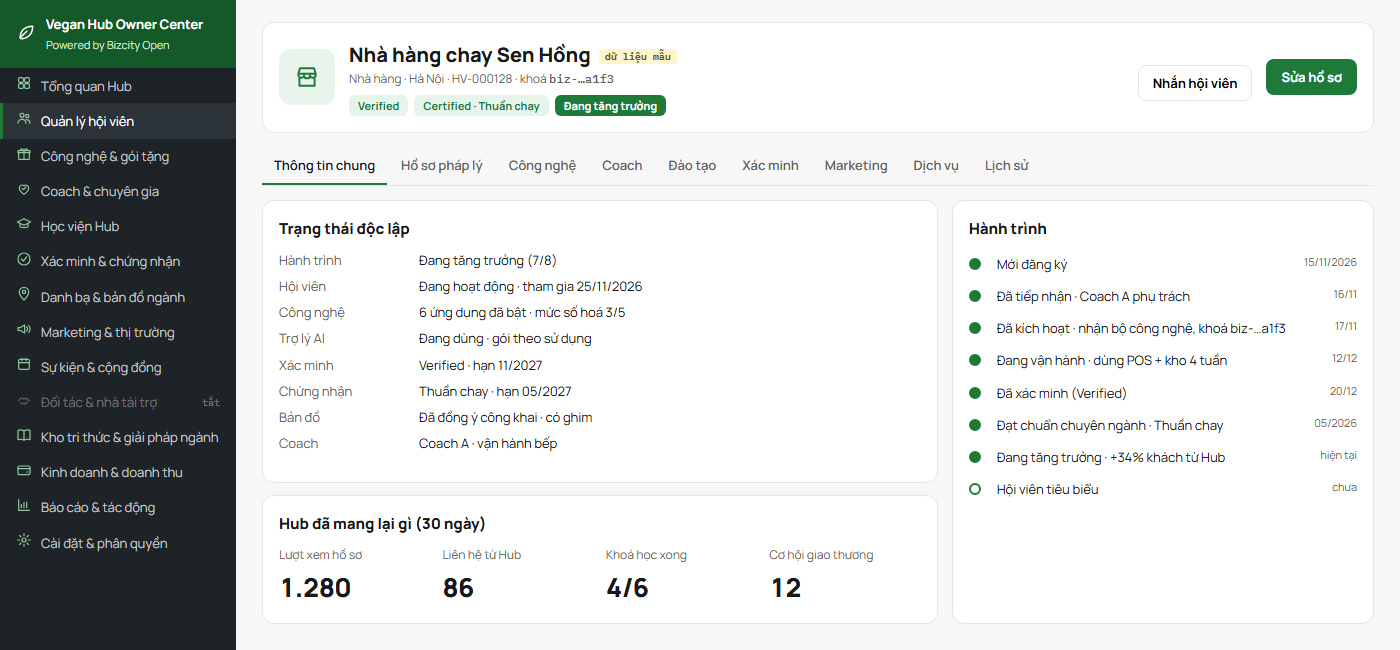 Vegan Hub Owner Center
Powered by Bizcity Open
Tổng quan Hub
Quản lý hội viên
Công nghệ & gói tặng
Coach & chuyên gia
Học viện Hub
Xác minh & chứng nhận
Danh bạ & bản đồ ngành
Marketing & thị trường
Sự kiện & cộng đồng
Đối tác & nhà tài trợ tắt
Kho tri thức & giải pháp ngành
Kinh doanh & doanh thu
Báo cáo & tác động
Cài đặt & phân quyền
Nhà hàng chay Sen Hồng dữ liệu mẫu
Nhà hàng · Hà Nội · HV-000128 · khoá biz-…a1f3
Verified Certified · Thuần chay Đang tăng trưởng
Nhắn hội viên Sửa hồ sơ
Thông tin chung Hồ sơ pháp lý Công nghệ Coach Đào tạo Xác minh Marketing Dịch vụ Lịch sử
Trạng thái độc lập
Hành trình Đang tăng trưởng (7/8)
Hội viên Đang hoạt động · tham gia 25/11/2026
Công nghệ 6 ứng dụng đã bật · mức số hoá 3/5
Trợ lý AI Đang dùng · gói theo sử dụng
Xác minh Verified · hạn 11/2027
Chứng nhận Thuần chay · hạn 05/2027
Bản đồ Đã đồng ý công khai · có ghim
Coach Coach A · vận hành bếp
Hub đã mang lại gì (30 ngày)
Lượt xem hồ sơ Liên hệ từ Hub Khoá học xong Cơ hội giao thương
1.280 86 4/6 12
Hành trình
Mới đăng ký 15/11/2026
Đã tiếp nhận · Coach A phụ trách 16/11
Đã kích hoạt · nhận bộ công nghệ, khoá biz-…a1f3 17/11
Đang vận hành · dùng POS + kho 4 tuần 12/12
Đã xác minh (Verified) 20/12
Đạt chuẩn chuyên ngành · Thuần chay 05/2026
Đang tăng trưởng · +34% khách từ Hub hiện tại
Hội viên tiêu biểu chưa